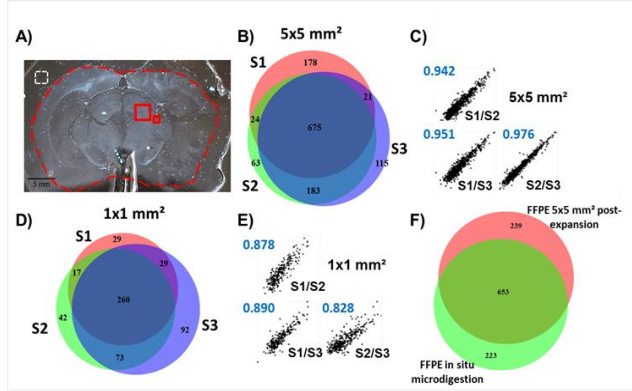 A)
5 mm
B)
5x5 mm²
S1
178
21
24
675
S3
63
115
S2
183
C)
0.942
5x5 mm²
S1/S2
0.951
0.976
S1/S3
S2/S3
D)
1x1 mm²
S1
29
17
29
260
42
S2
92
S3
73
E)
0.878
1x1 mm²
S1/S2
0.890
0.828
S1/S3
S2/S3
F)
FFPE 5x5 mm² post-
expansion
239
653
223
FFPE in situ
microdigestion